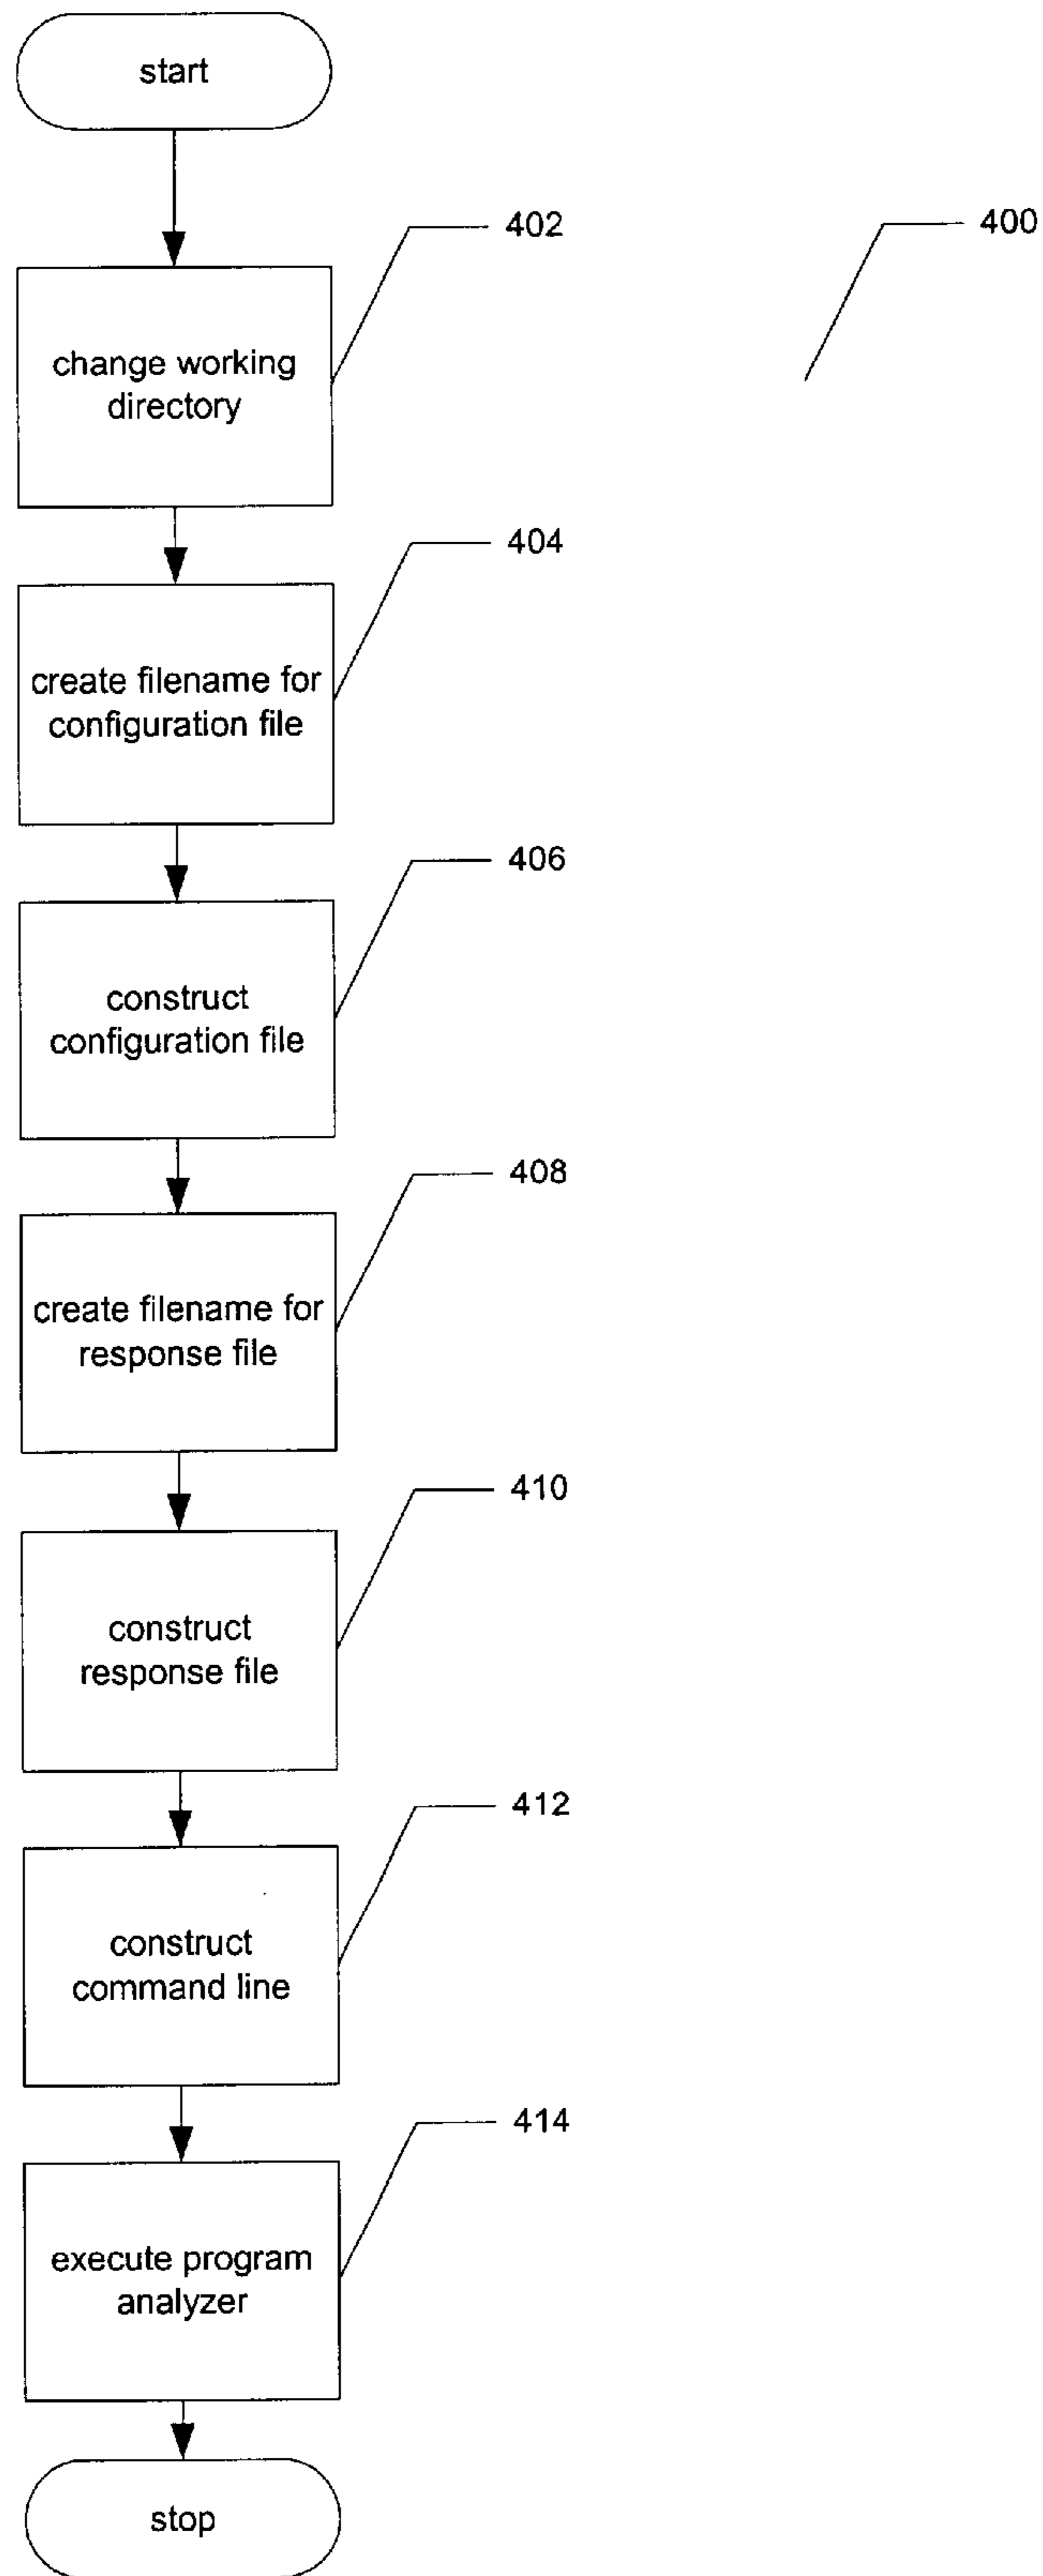 start
402
400
change working
directory
404
create filename for
configuration file
406
construct
configuration file
408
create filename for
response file
410
construct
response file
412
construct
command line
414
execute program
analyzer
stop